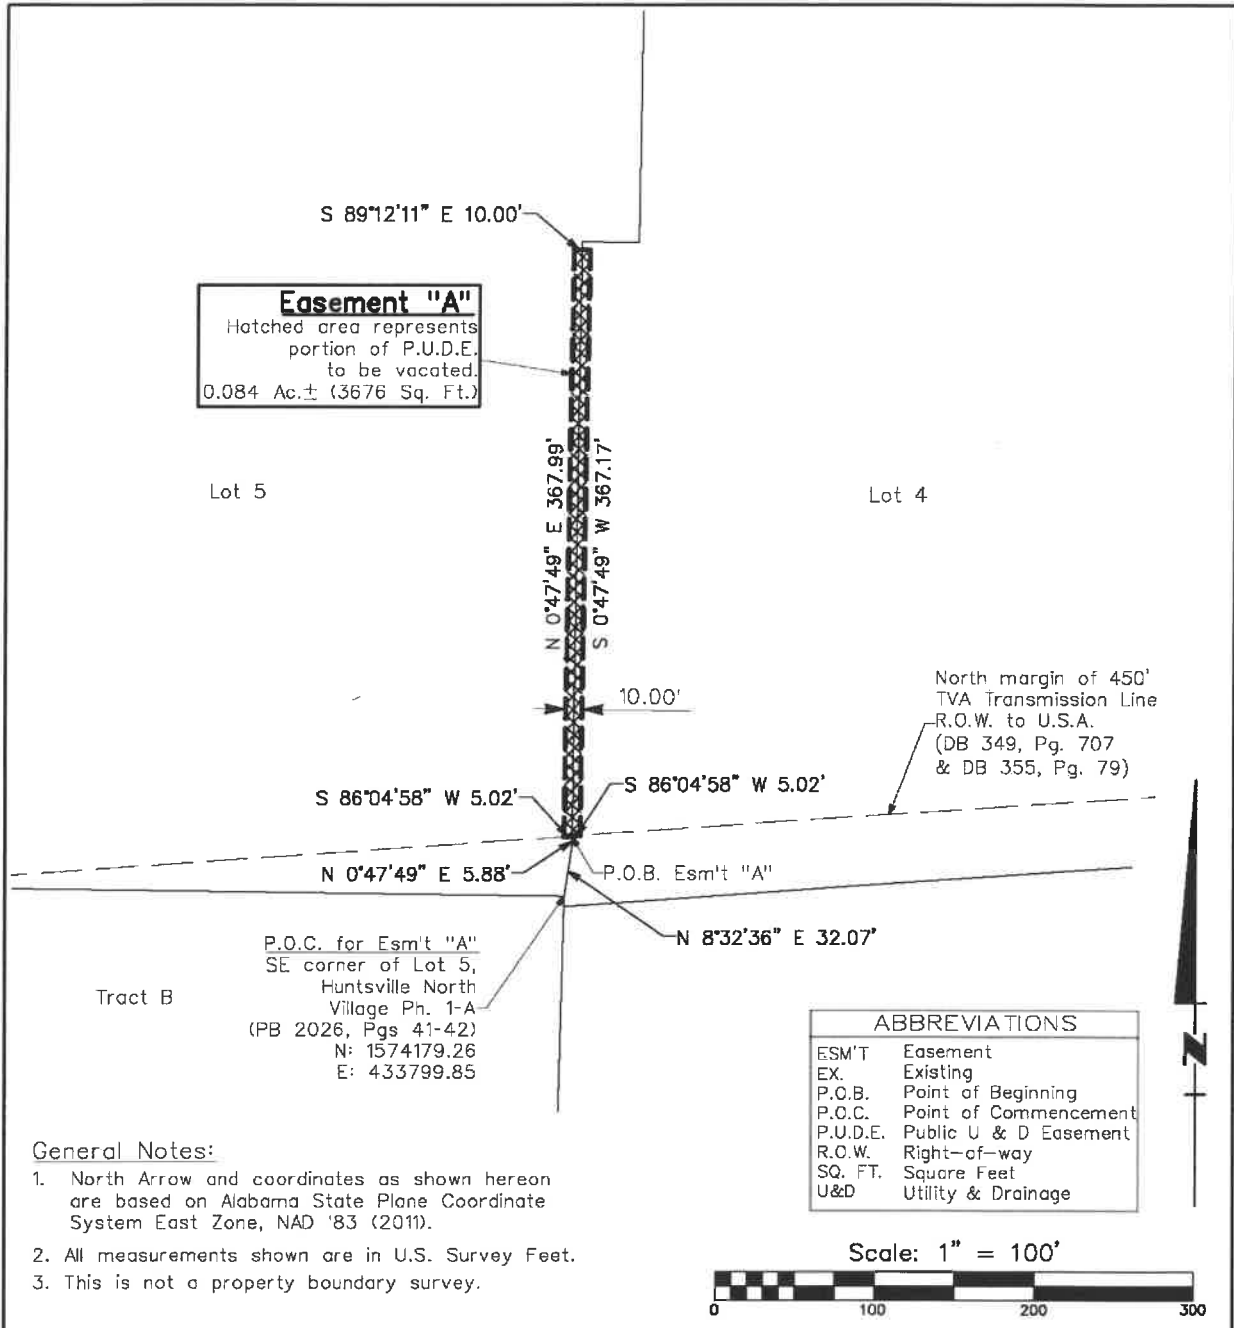 S 89°12'11" E 10.00'
Easement "A"
Hatched area represents
portion of P.U.D.E.
to be vacated.
0.084 Ac.± (3676 Sq. Ft.)
N 0°47'49" E 367.99'
S 0°47'49" W 367.17'
Lot 5
Lot 4
10.00'
North margin of 450'
TVA Transmission Line
R.O.W. to U.S.A.
(DB 349, Pg. 707
& DB 355, Pg. 79)
S 86°04'58" W 5.02'
S 86°04'58" W 5.02'
N 0°47'49" E 5.88'
P.O.B. Esm't "A"
N 8°32'36" E 32.07'
P.O.C. for Esm't "A"
SE corner of Lot 5,
Huntsville North
Village Ph. 1-A
(PB 2026, Pgs 41-42)
N: 1574179.26
E: 433799.85
Tract B
N
ABBREVIATIONS
ESM'T Easement
EX. Existing
P.O.B. Point of Beginning
P.O.C. Point of Commencement
P.U.D.E. Public U & D Easement
R.O.W. Right-of-way
SQ. FT. Square Feet
U&D Utility & Drainage
General Notes:
1. North Arrow and coordinates as shown hereon
are based on Alabama State Plane Coordinate
System East Zone, NAD '83 (2011).
2. All measurements shown are in U.S. Survey Feet.
3. This is not a property boundary survey.
Scale: 1" = 100'
0 100 200 300